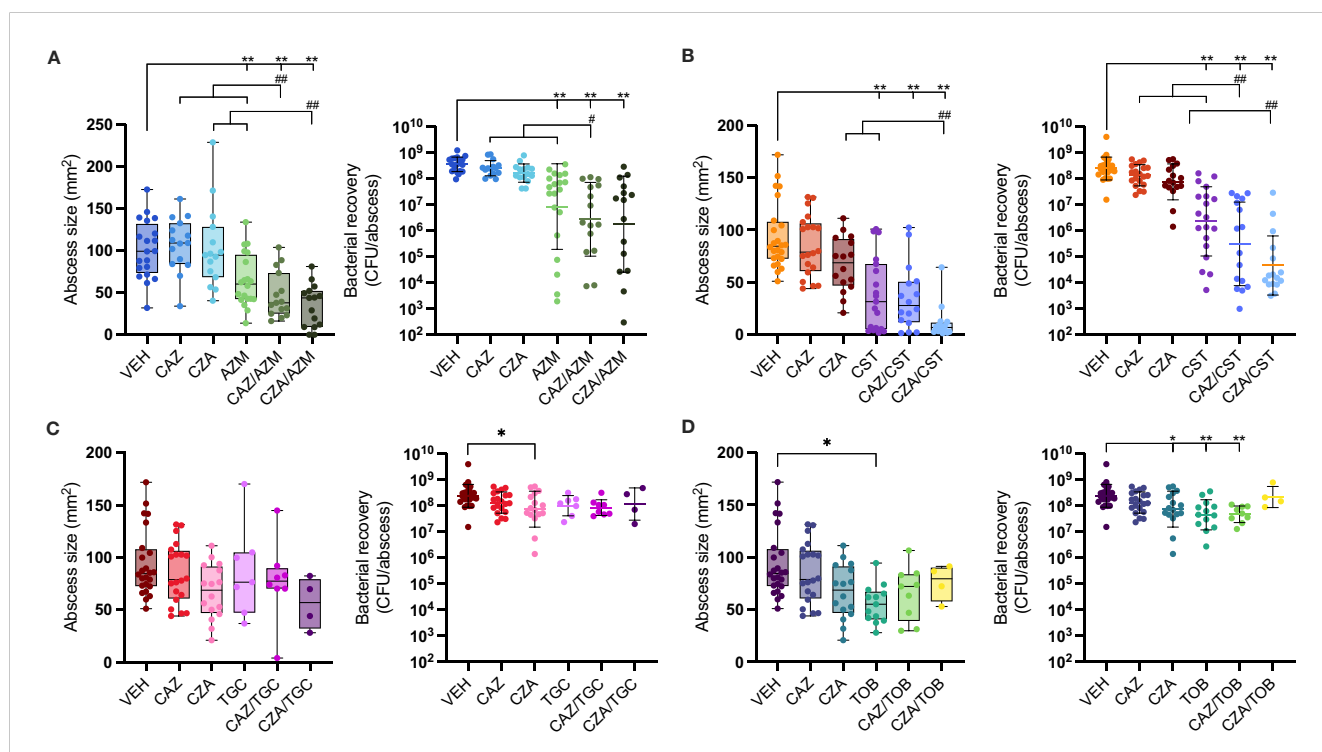 A
** ** **
##
##
Abscess size (mm²)
250
200
150
100
50
0
VEH
CAZ
CZA
AZM
CAZ/AZM
CZA/AZM
** ** **
#
Bacterial recovery
(CFU/abscess)
10¹⁰
10⁹
10⁸
10⁷
10⁶
10⁵
10⁴
10³
10²
VEH
CAZ
CZA
AZM
CAZ/AZM
CZA/AZM
B
** ** **
##
Abscess size (mm²)
200
150
100
50
0
VEH
CAZ
CZA
CST
CAZ/CST
CZA/CST
** ** **
##
##
Bacterial recovery
(CFU/abscess)
10¹⁰
10⁹
10⁸
10⁷
10⁶
10⁵
10⁴
10³
10²
VEH
CAZ
CZA
CST
CAZ/CST
CZA/CST
C
Abscess size (mm²)
200
150
100
50
0
VEH
CAZ
CZA
TGC
CAZ/TGC
CZA/TGC
*
Bacterial recovery
(CFU/abscess)
10¹⁰
10⁹
10⁸
10⁷
10⁶
10⁵
10⁴
10³
10²
VEH
CAZ
CZA
TGC
CAZ/TGC
CZA/TGC
D
*
Abscess size (mm²)
200
150
100
50
0
VEH
CAZ
CZA
TOB
CAZ/TOB
CZA/TOB
* ** **
Bacterial recovery
(CFU/abscess)
10¹⁰
10⁹
10⁸
10⁷
10⁶
10⁵
10⁴
10³
10²
VEH
CAZ
CZA
TOB
CAZ/TOB
CZA/TOB